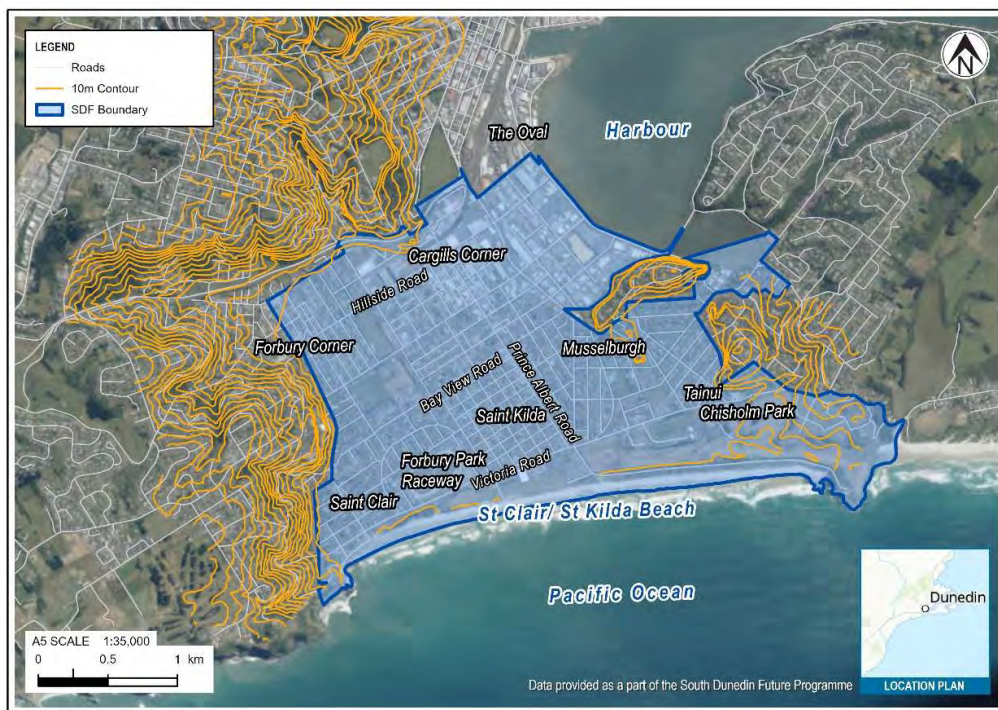 LEGEND
Roads
10m Contour
SDF Boundary
N
The Oval
Harbour
Cargills Corner
Hillside Road
Forbury Corner
Musselburgh
Bay View Road
Prince Albert Road
Tainui
Chisholm Park
Saint Kilda
Forbury Park
Raceway
Victoria Road
Saint Clair
St Clair/ St Kilda Beach
Pacific Ocean
Dunedin
A5 SCALE 1:35,000
0 0.5 1 km
Data provided as a part of the South Dunedin Future Programme
LOCATION PLAN